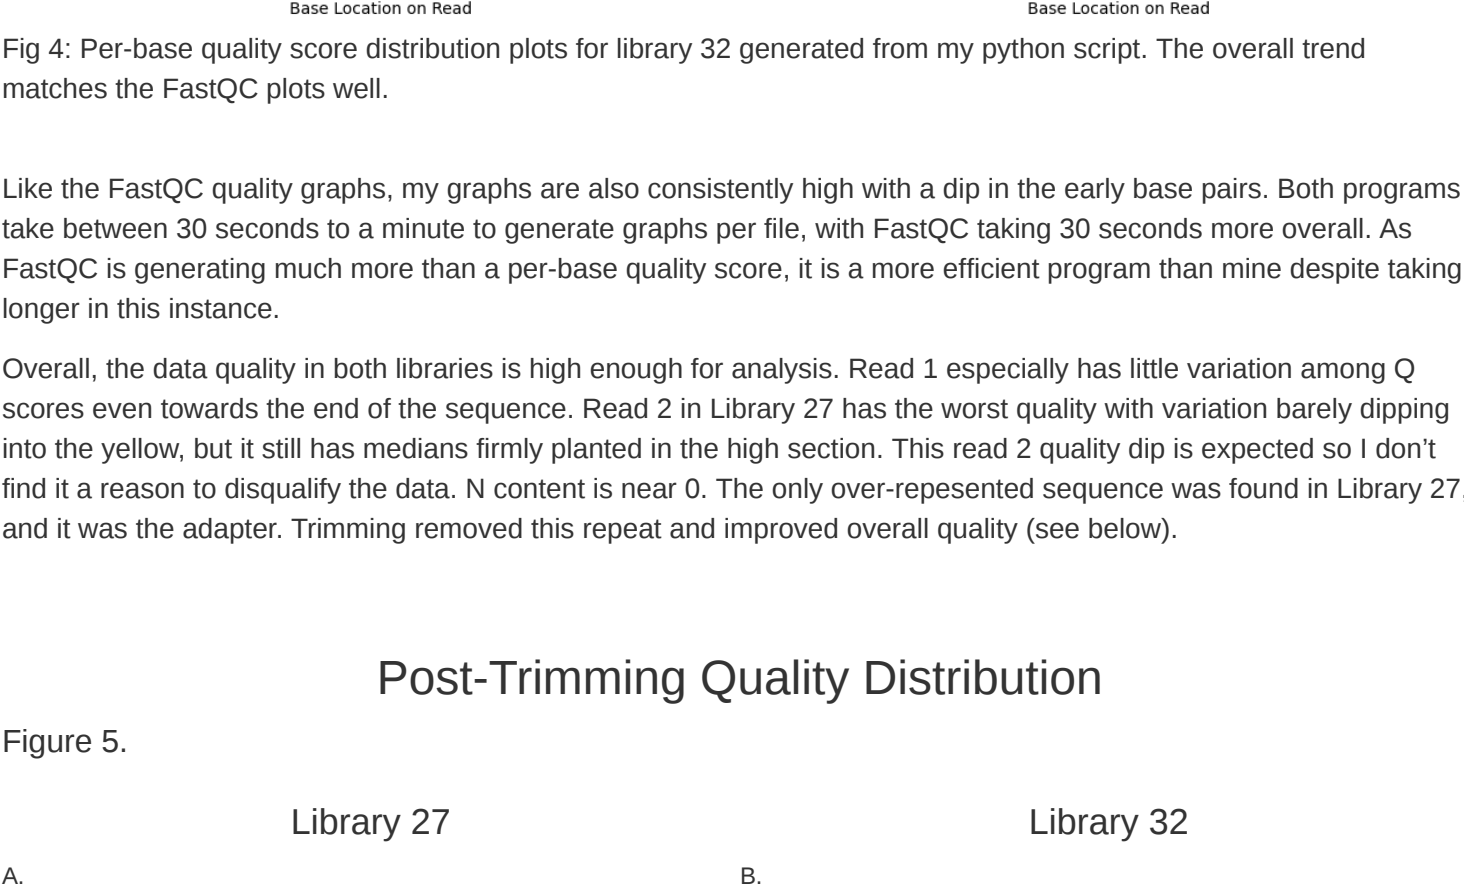 Base Location on Read Base Location on Read
Fig 4: Per-base quality score distribution plots for library 32 generated from my python script. The overall trend
matches the FastQC plots well.
Like the FastQC quality graphs, my graphs are also consistently high with a dip in the early base pairs. Both programs
take between 30 seconds to a minute to generate graphs per file, with FastQC taking 30 seconds more overall. As
FastQC is generating much more than a per-base quality score, it is a more efficient program than mine despite taking
longer in this instance.
Overall, the data quality in both libraries is high enough for analysis. Read 1 especially has little variation among Q
scores even towards the end of the sequence. Read 2 in Library 27 has the worst quality with variation barely dipping
into the yellow, but it still has medians firmly planted in the high section. This read 2 quality dip is expected so I don’t
find it a reason to disqualify the data. N content is near 0. The only over-repesented sequence was found in Library 27,
and it was the adapter. Trimming removed this repeat and improved overall quality (see below).
Post-Trimming Quality Distribution
Figure 5.
Library 27 Library 32
A. B.